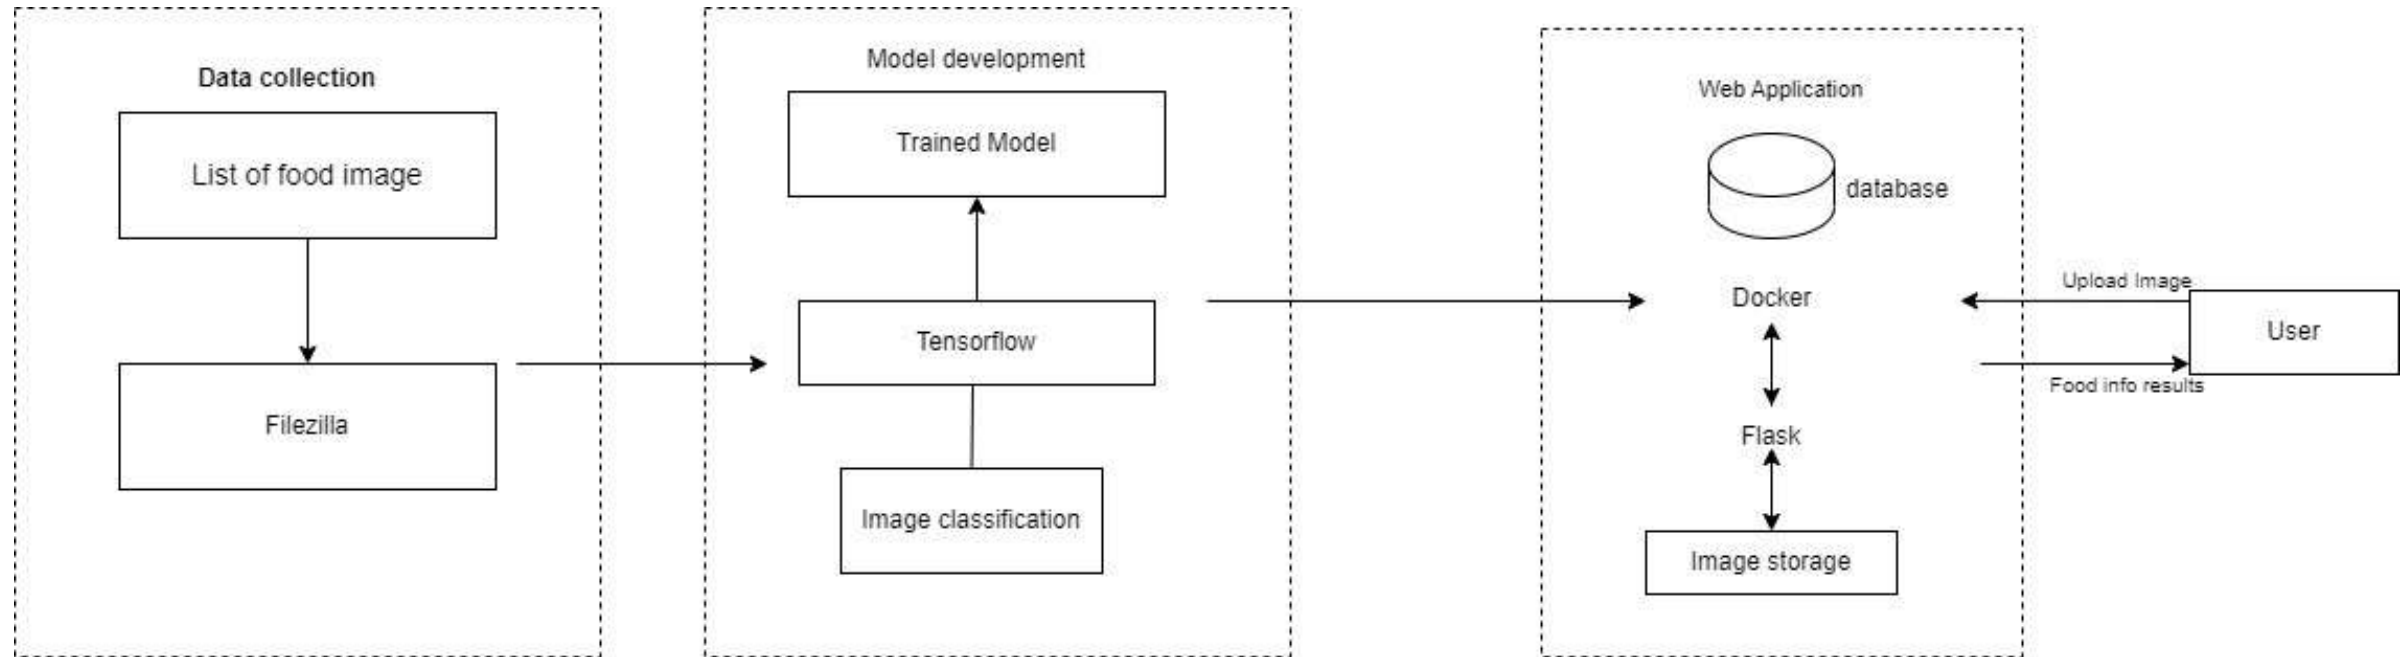 Data collection
List of food image
Filezilla
Model development
Trained Model
Tensorflow
Image classification
Web Application
database
Docker
Flask
Image storage
Upload Image
User
Food info results